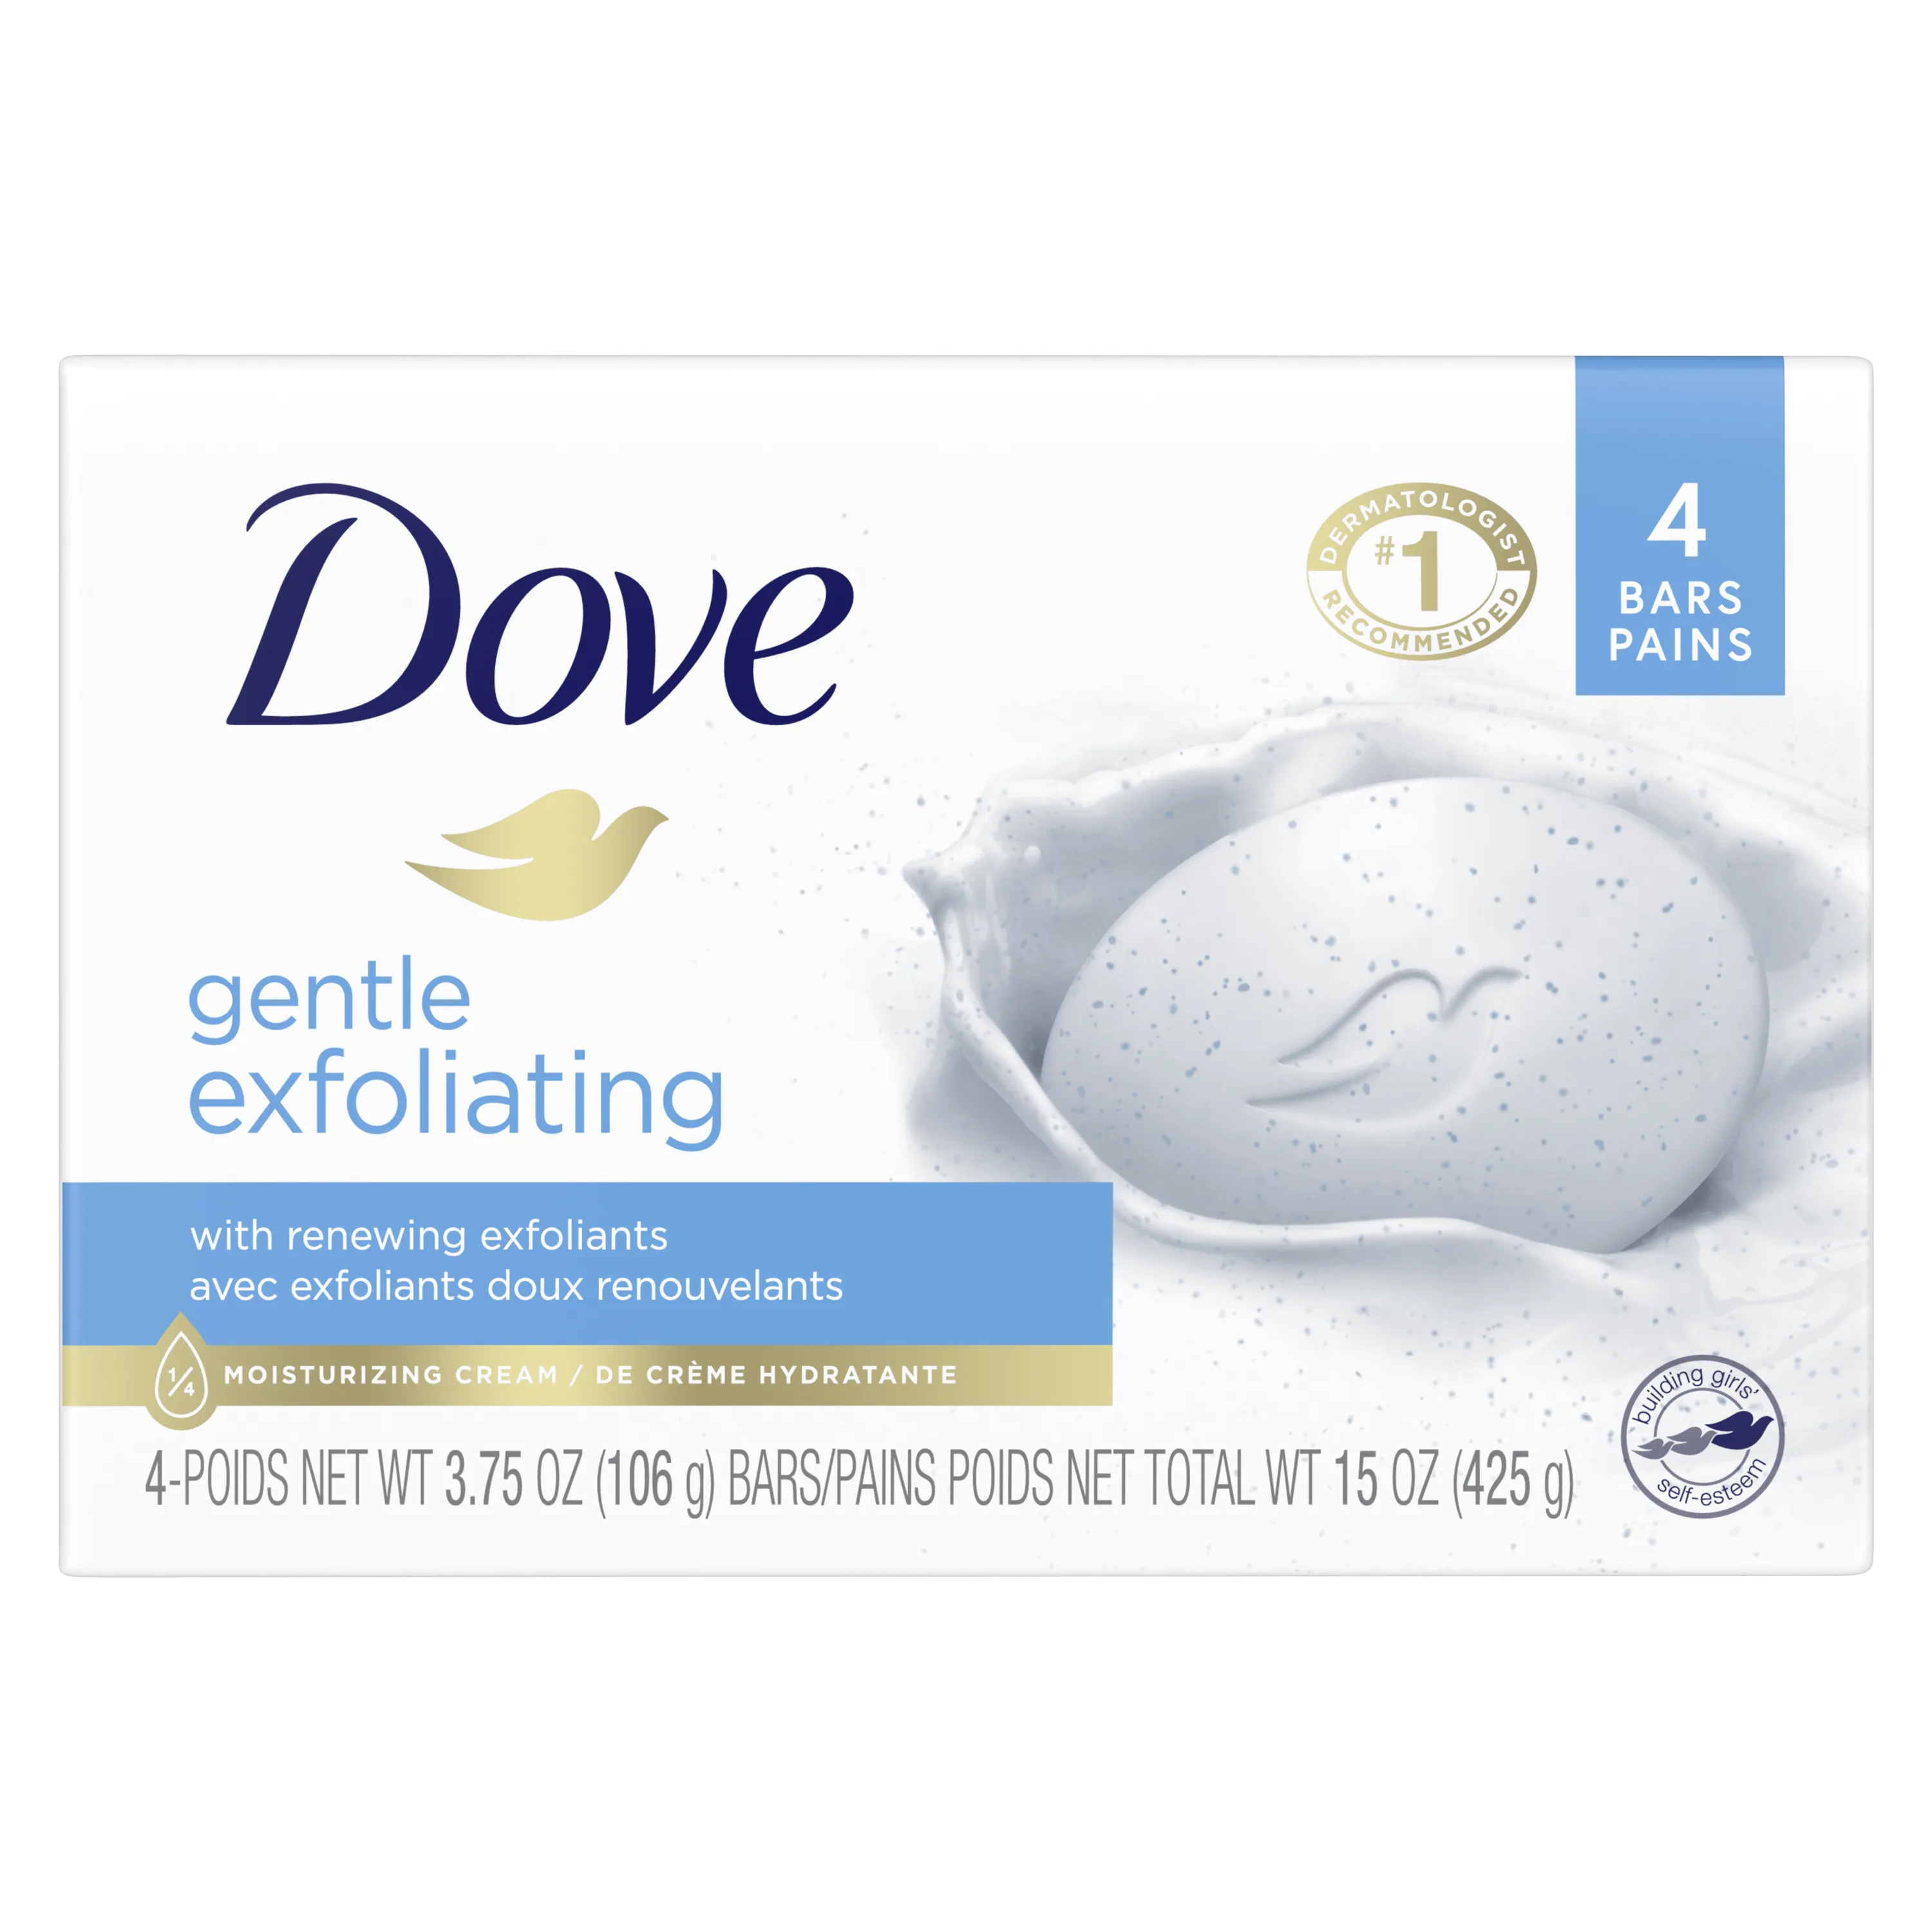 Dove
DERMATOLOGIST
#1
RECOMMENDED
4
BARS
PAINS
gentle
exfoliating
with renewing exfoliants
avec exfoliants doux renouvelants
1/4 MOISTURIZING CREAM / DE CRÈME HYDRATANTE
4-POIDS NET WT 3.75 OZ (106 g) BARS/PAINS POIDS NET TOTAL WT 15 OZ (425 g)
building girls'
self-esteem